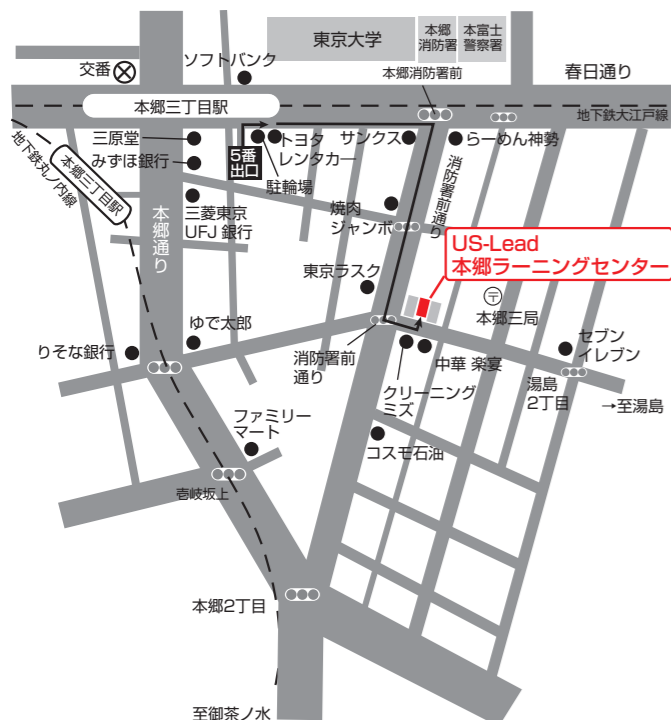 東京大学
本郷
消防署
本富士
警察署
ソフトバンク
交番
本郷消防署前
春日通り
本郷三丁目駅
地下鉄大江戸線
三原堂
みずほ銀行
5番
出口
トヨタ
レンタカー
サンクス
らーめん神勢
駐輪場
地下鉄丸ノ内線
本郷三丁目駅
消防署前通り
三菱東京
UFJ 銀行
焼肉
ジャンボ
本郷通り
US-Lead
本郷ラーニングセンター
東京ラスク
〒
本郷三局
ゆで太郎
りそな銀行
消防署前
通り
中華 楽宴
セブン
イレブン
クリーニング
ミズ
湯島
2丁目
→至湯島
ファミリー
マート
コスモ石油
壱岐坂上
本郷2丁目
至御茶ノ水